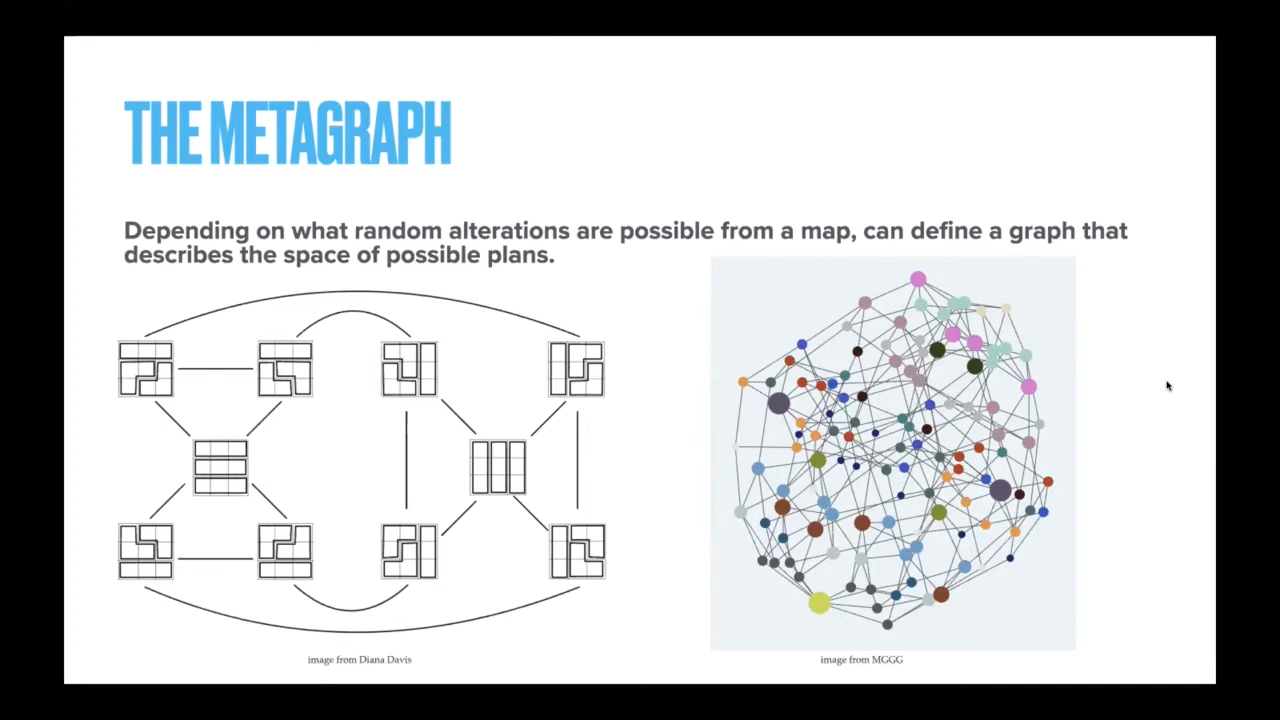 THE METAGRAPH
Depending on what random alterations are possible from a map, can define a graph that
describes the space of possible plans.
image from Diana Davis
image from MGGG